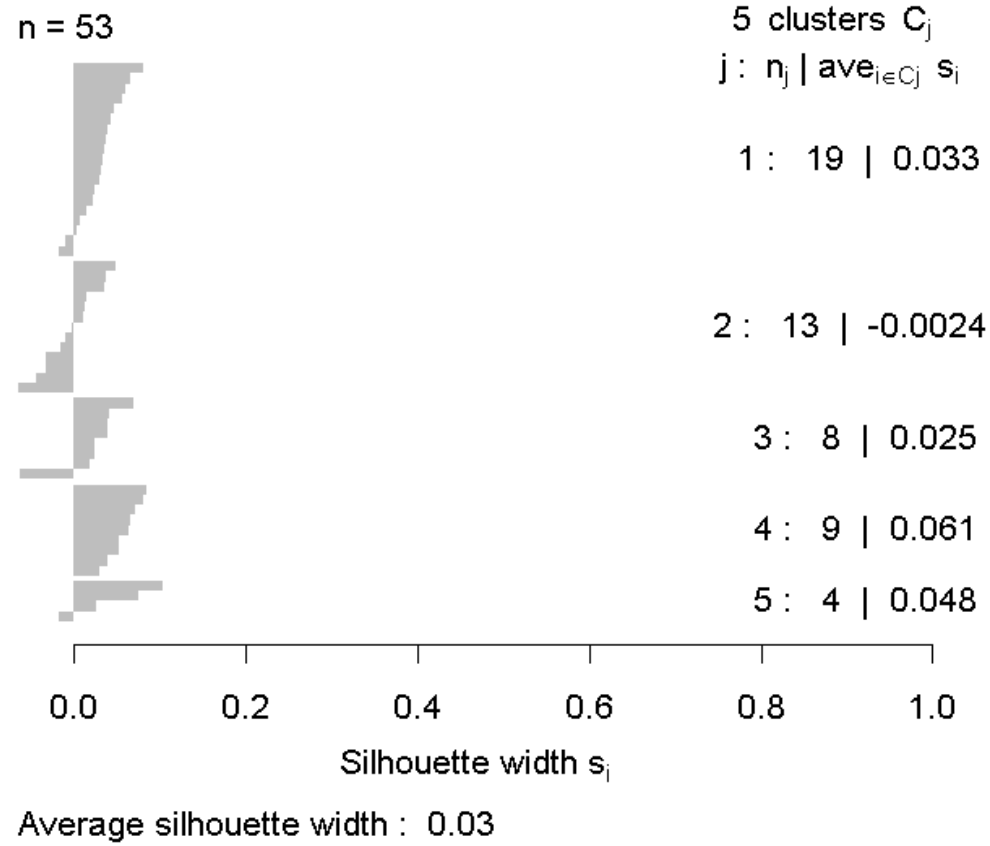 n = 53
5 clusters Cj
j : nj | ave i∈Cj si
1 : 19 | 0.033
2 : 13 | -0.0024
3 : 8 | 0.025
4 : 9 | 0.061
5 : 4 | 0.048
0.0 0.2 0.4 0.6 0.8 1.0
Silhouette width si
Average silhouette width : 0.03